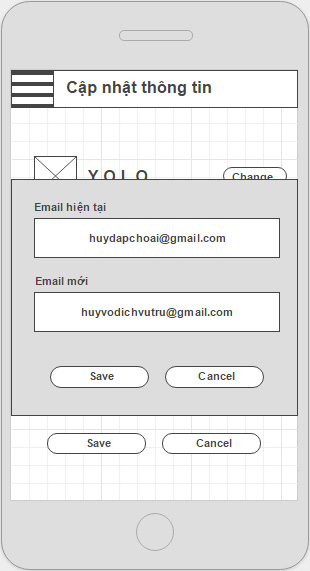 Cập nhật thông tin
YOLO
Change
Email hiện tại
huydapchoai@gmail.com
Email mới
huyvodichvutru@gmail.com
Save
Cancel
Save
Cancel